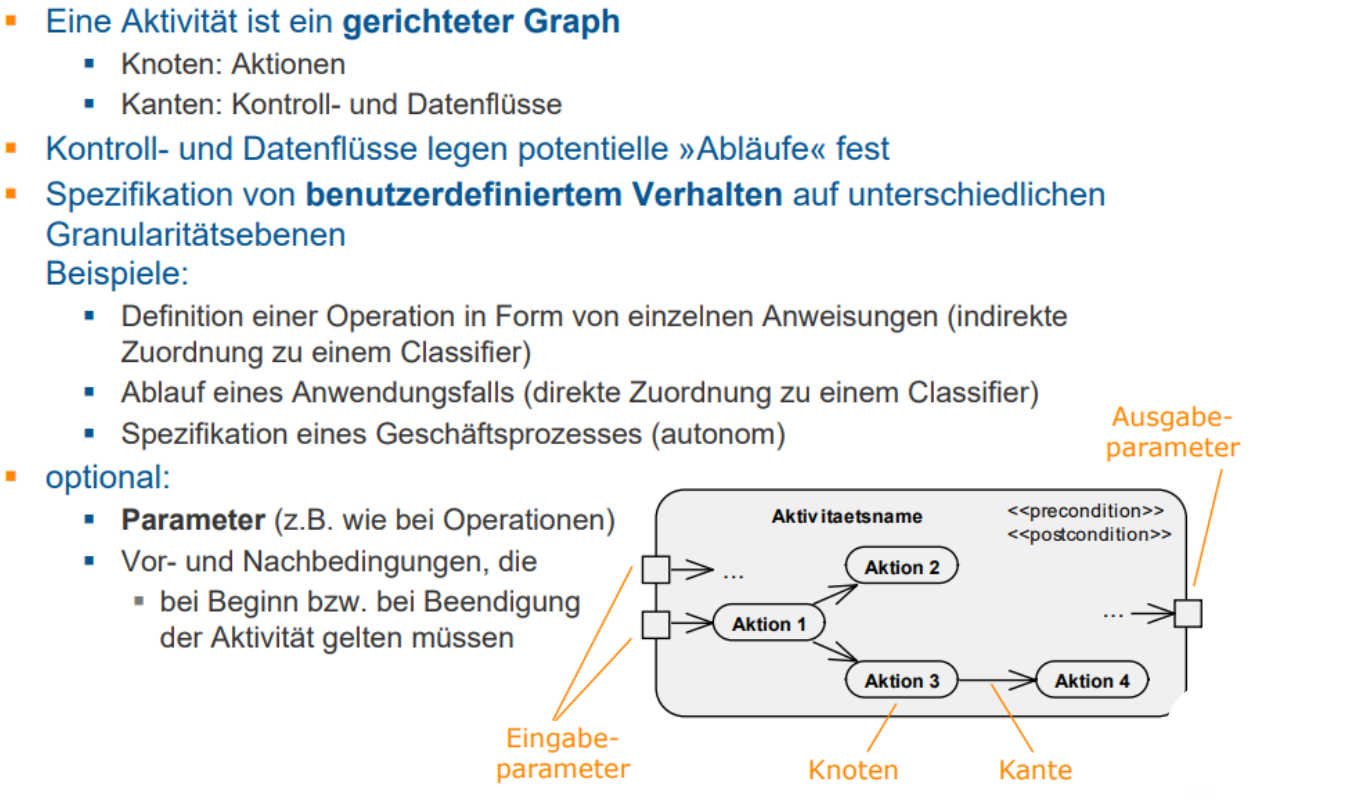 Eine Aktivität ist ein gerichteter Graph
Knoten: Aktionen
Kanten: Kontroll- und Datenflüsse
Kontroll- und Datenflüsse legen potentielle »Abläufe« fest
Spezifikation von benutzerdefiniertem Verhalten auf unterschiedlichen
Granularitätsebenen
Beispiele:
Definition einer Operation in Form von einzelnen Anweisungen (indirekte
Zuordnung zu einem Classifier)
Ablauf eines Anwendungsfalls (direkte Zuordnung zu einem Classifier)
Spezifikation eines Geschäftsprozesses (autonom)
optional:
Parameter (z.B. wie bei Operationen)
Vor- und Nachbedingungen, die
bei Beginn bzw. bei Beendigung
der Aktivität gelten müssen
Ausgabe-
parameter
Aktivitaetsname
<<precondition>>
<<postcondition>>
...
Aktion 2
Aktion 1
...
Aktion 3
Aktion 4
Eingabe-
parameter
Knoten
Kante